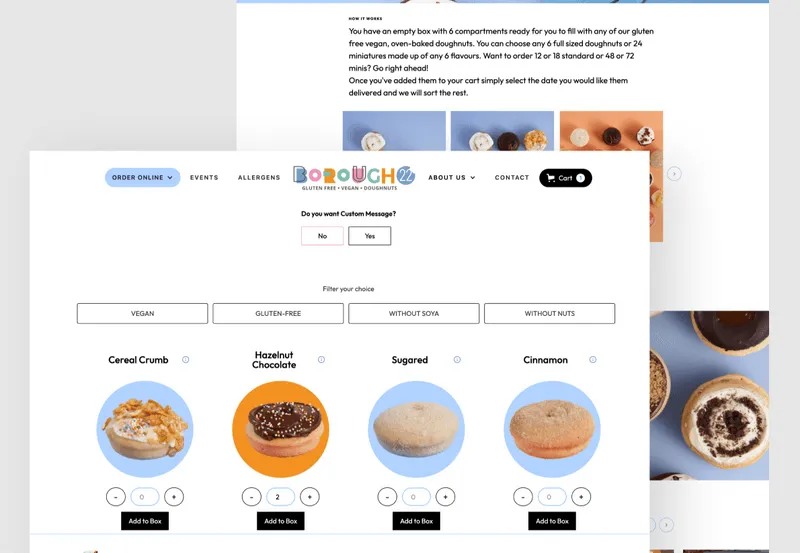 HOW IT WORKS
You have an empty box with 6 compartments ready for you to fill with any of our gluten
free vegan, oven-baked doughnuts. You can choose any 6 full sized doughnuts or 24
miniatures made up of any 6 flavours. Want to order 12 or 18 standard or 48 or 72
minis? Go right ahead!
Once you've added them to your cart simply select the date you would like them
delivered and we will sort the rest.
ORDER ONLINE EVENTS ALLERGENS BOROUGH 22 ABOUT US CONTACT Cart
GLUTEN FREE • VEGAN • DOUGHNUTS
Do you want Custom Message?
No Yes
Filter your choice
VEGAN GLUTEN-FREE WITHOUT SOYA WITHOUT NUTS
Cereal Crumb Hazelnut Sugared Cinnamon
Chocolate
- 0 + - 2 + - 0 + - 0 +
Add to Box Add to Box Add to Box Add to Box